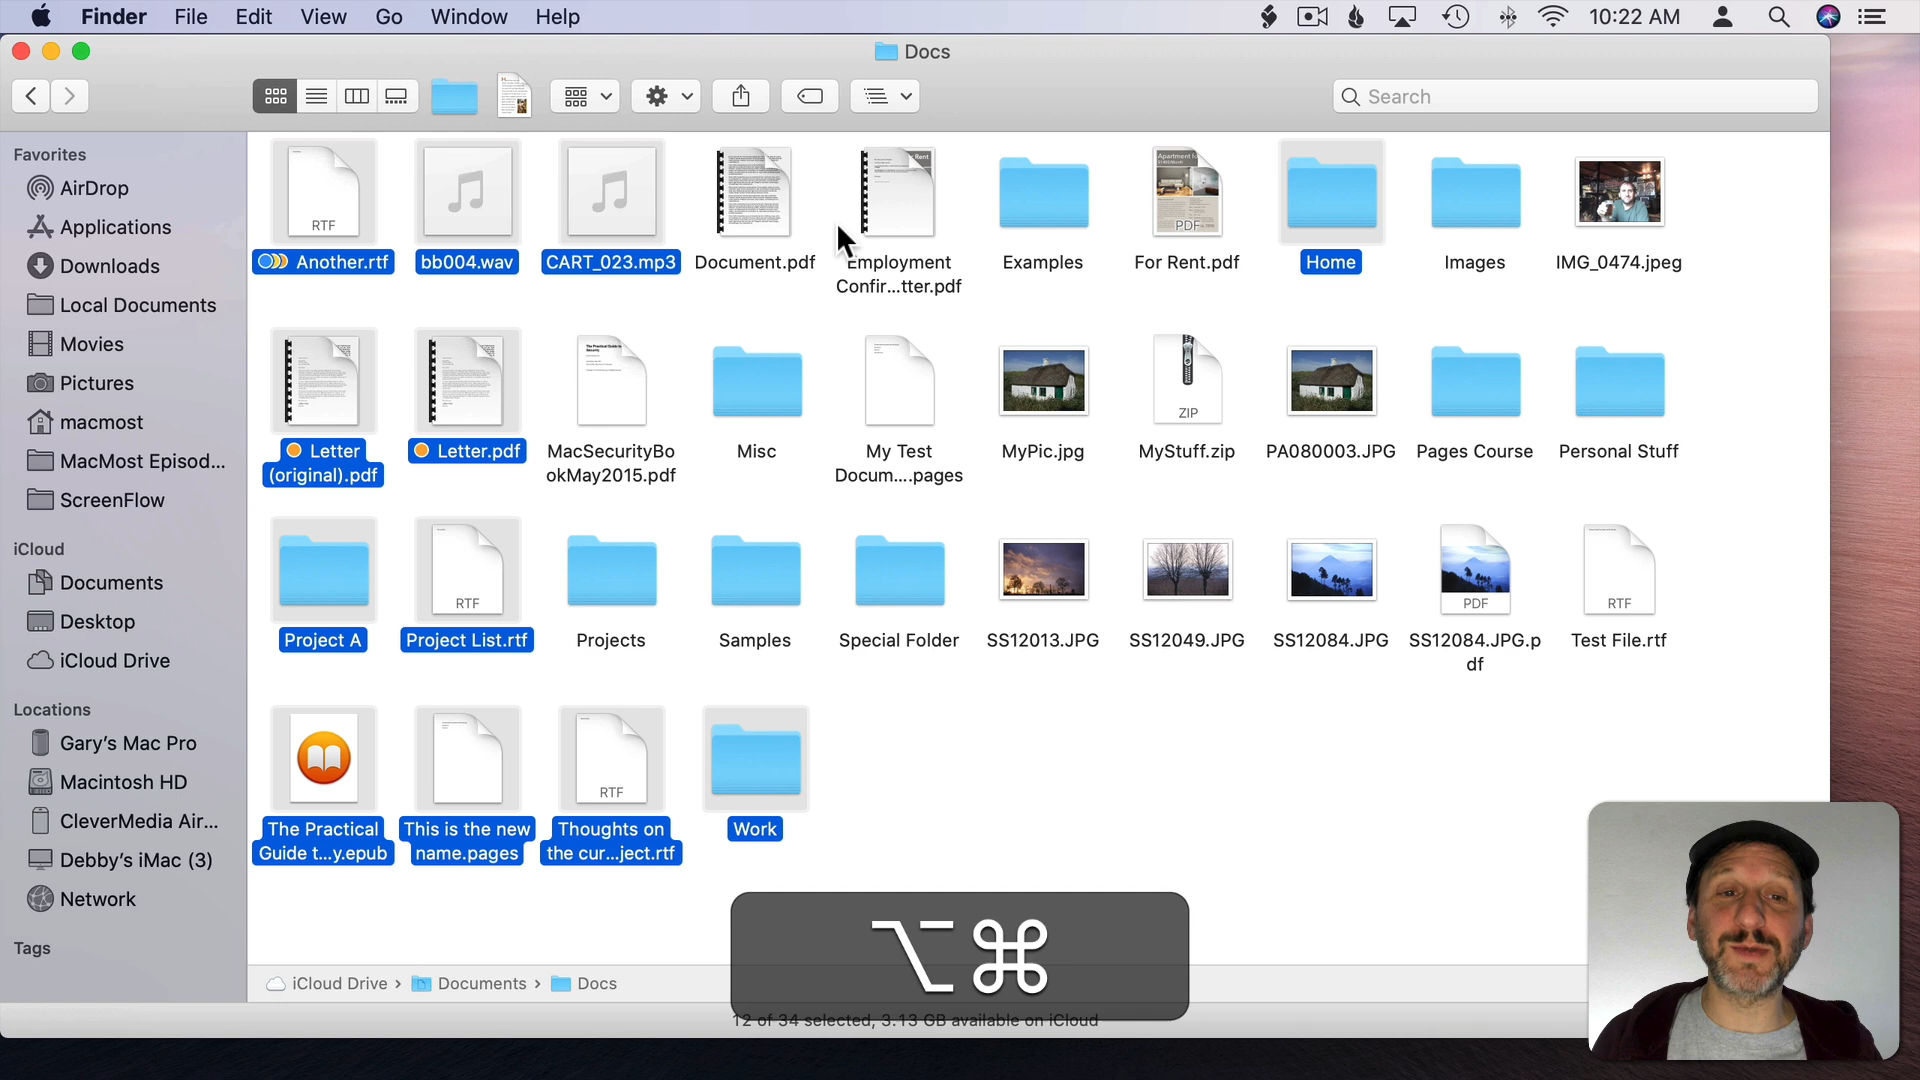 Finder File Edit View Go Window Help 10:22 AM
Docs
Search
Favorites
AirDrop
Applications
Downloads
Local Documents
Movies
Pictures
macmost
MacMost Episod...
ScreenFlow
iCloud
Documents
Desktop
iCloud Drive
Locations
Gary's Mac Pro
Macintosh HD
CleverMedia Air...
Debby's iMac (3)
Network
Tags
RTF
PDF
Another.rtf bb004.wav CART_023.mp3 Document.pdf Employment Examples For Rent.pdf Home Images IMG_0474.jpeg
Confir...tter.pdf
ZIP
Letter Letter.pdf MacSecurityBo Misc My Test MyPic.jpg MyStuff.zip PA080003.JPG Pages Course Personal Stuff
(original).pdf okMay2015.pdf Docum....pages
RTF PDF RTF
Project A Project List.rtf Projects Samples Special Folder SS12013.JPG SS12049.JPG SS12084.JPG SS12084.JPG.p Test File.rtf
df
RTF
The Practical This is the new Thoughts on Work
Guide t...y.epub name.pages the cur...ject.rtf
⌥⌘
iCloud Drive › Documents › Docs
12 of 34 selected, 3.13 GB available on iCloud